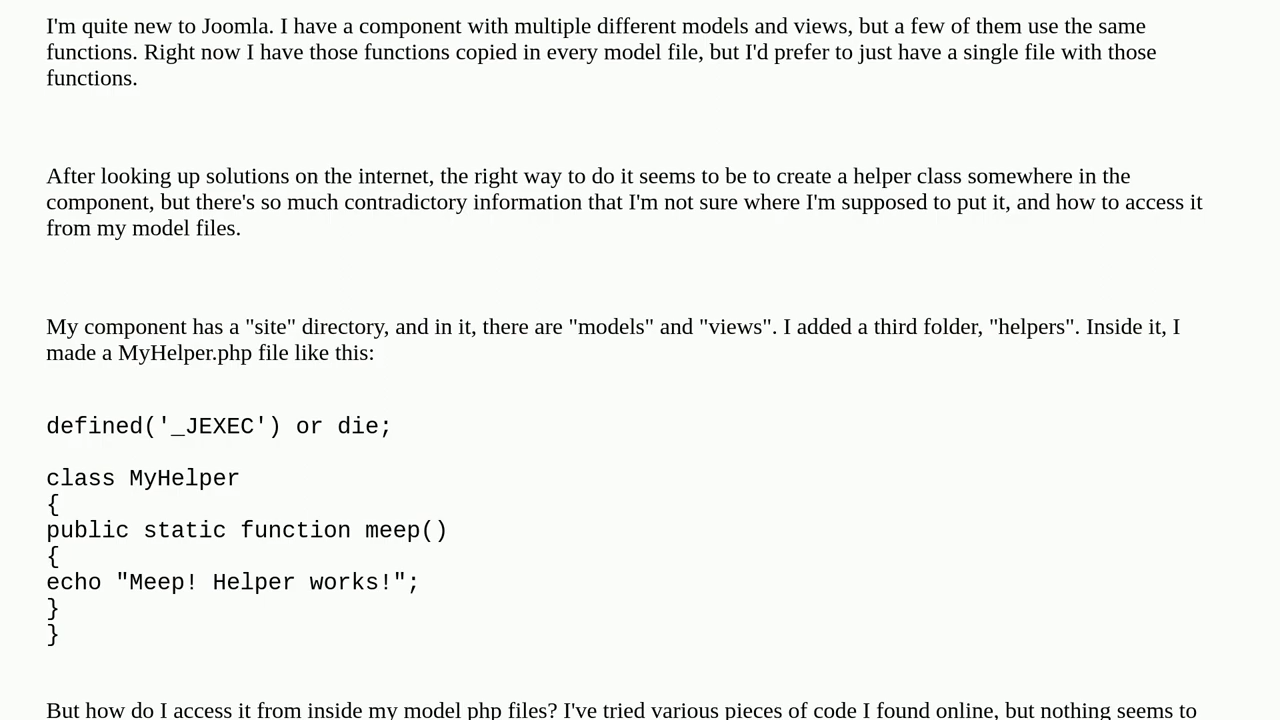 I'm quite new to Joomla. I have a component with multiple different models and views, but a few of them use the same
functions. Right now I have those functions copied in every model file, but I'd prefer to just have a single file with those
functions.
After looking up solutions on the internet, the right way to do it seems to be to create a helper class somewhere in the
component, but there's so much contradictory information that I'm not sure where I'm supposed to put it, and how to access it
from my model files.
My component has a "site" directory, and in it, there are "models" and "views". I added a third folder, "helpers". Inside it, I
made a MyHelper.php file like this:
defined('_JEXEC') or die;
class MyHelper
{
public static function meep()
{
echo "Meep! Helper works!";
}
}
But how do I access it from inside my model php files? I've tried various pieces of code I found online, but nothing seems to